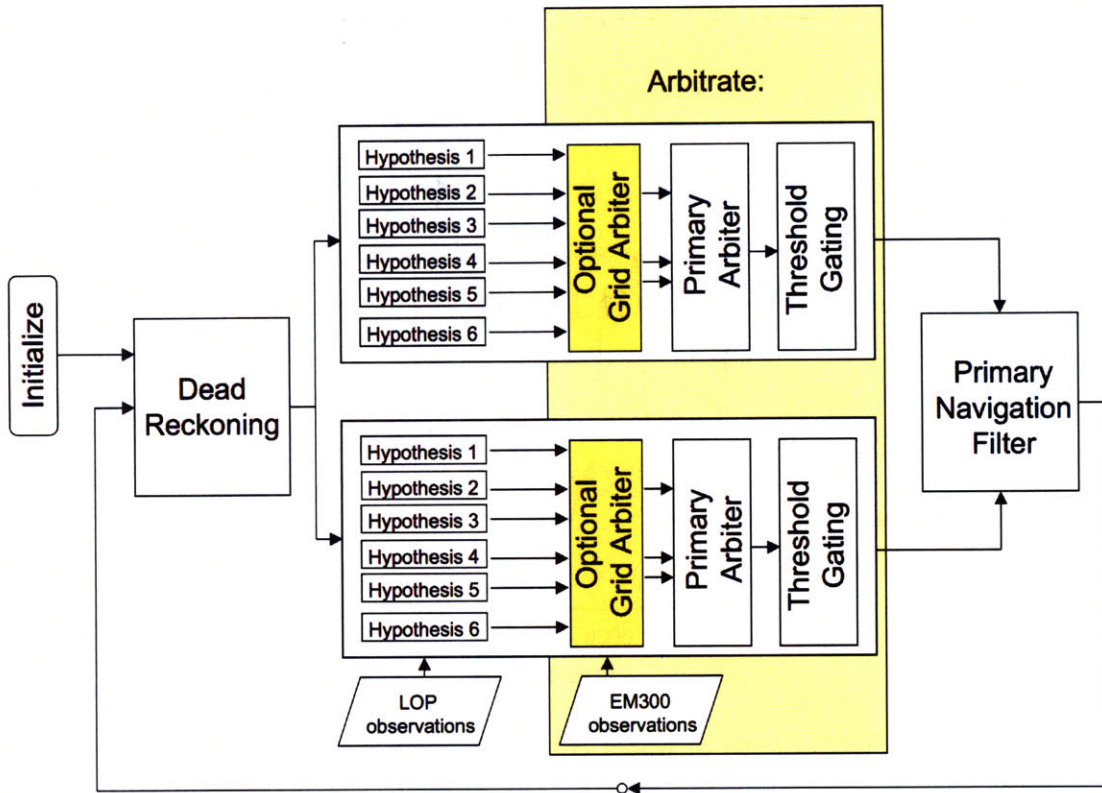 Arbitrate:
Hypothesis 1
Hypothesis 2
Hypothesis 3
Hypothesis 4
Hypothesis 5
Hypothesis 6
Optional
Grid Arbiter
Primary
Arbiter
Threshold
Gating
Initialize
Dead
Reckoning
Primary
Navigation
Filter
Hypothesis 1
Hypothesis 2
Hypothesis 3
Hypothesis 4
Hypothesis 5
Hypothesis 6
Optional
Grid Arbiter
Primary
Arbiter
Threshold
Gating
LOP
observations
EM300
observations